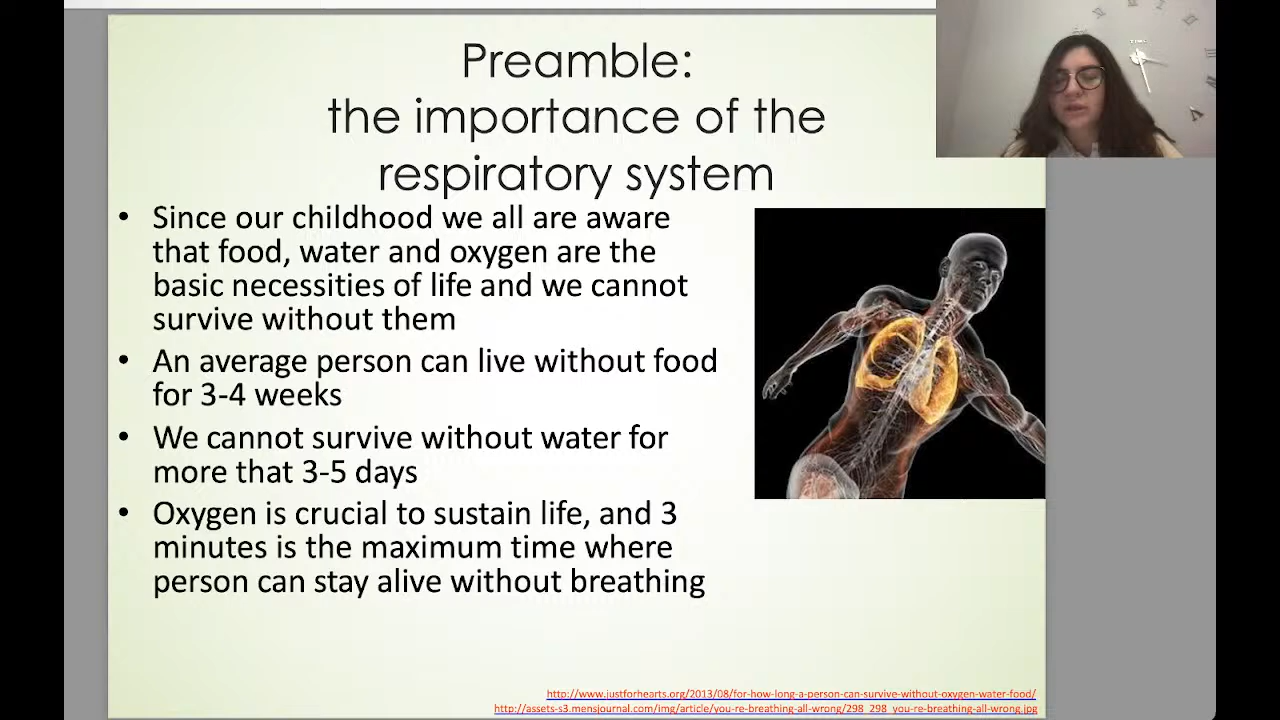 Preamble:
the importance of the
respiratory system
• Since our childhood we all are aware
that food, water and oxygen are the
basic necessities of life and we cannot
survive without them
• An average person can live without food
for 3-4 weeks
• We cannot survive without water for
more that 3-5 days
• Oxygen is crucial to sustain life, and 3
minutes is the maximum time where
person can stay alive without breathing
http://www.justforhearts.org/2013/08/for-how-long-a-person-can-survive-without-oxygen-water-food/
http://assets-s3.mensjournal.com/img/article/you-re-breathing-all-wrong/298_298_you-re-breathing-all-wrong.jpg